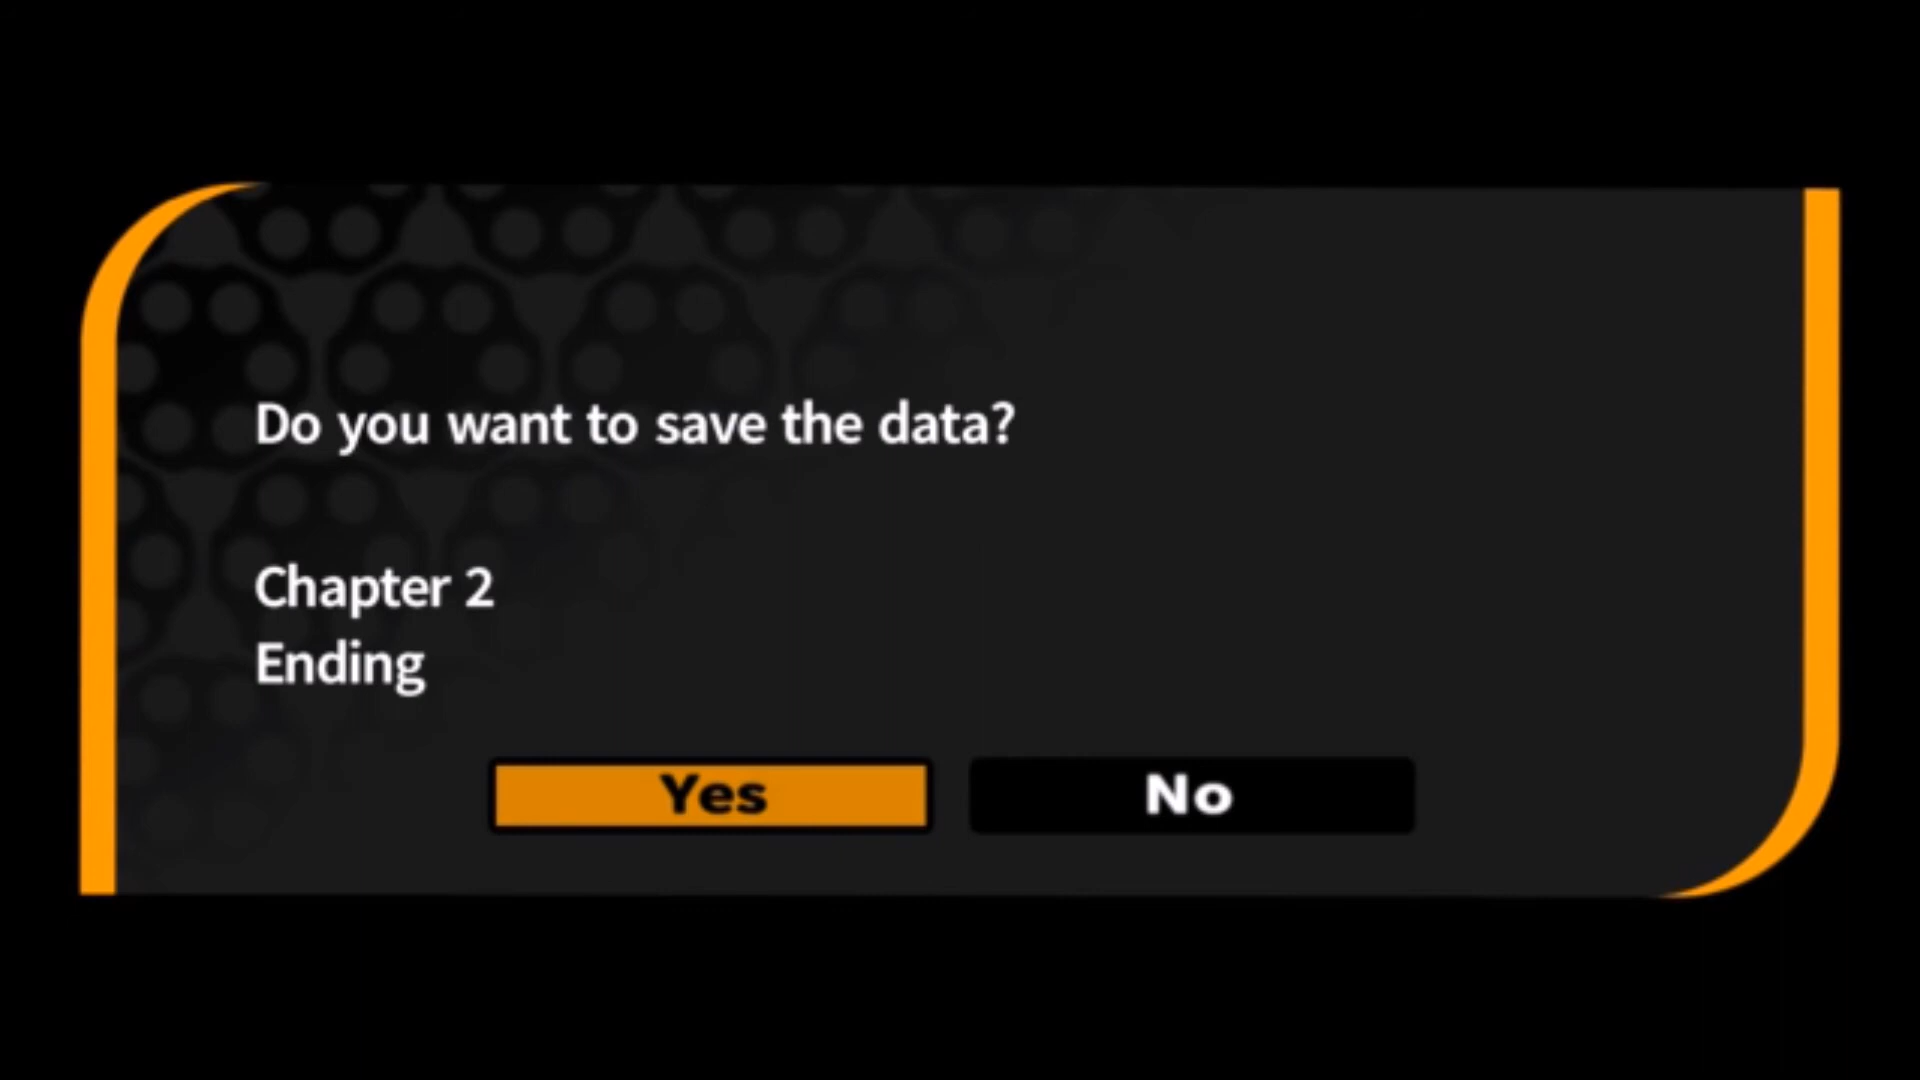 Do you want to save the data?
Chapter 2
Ending
Yes No